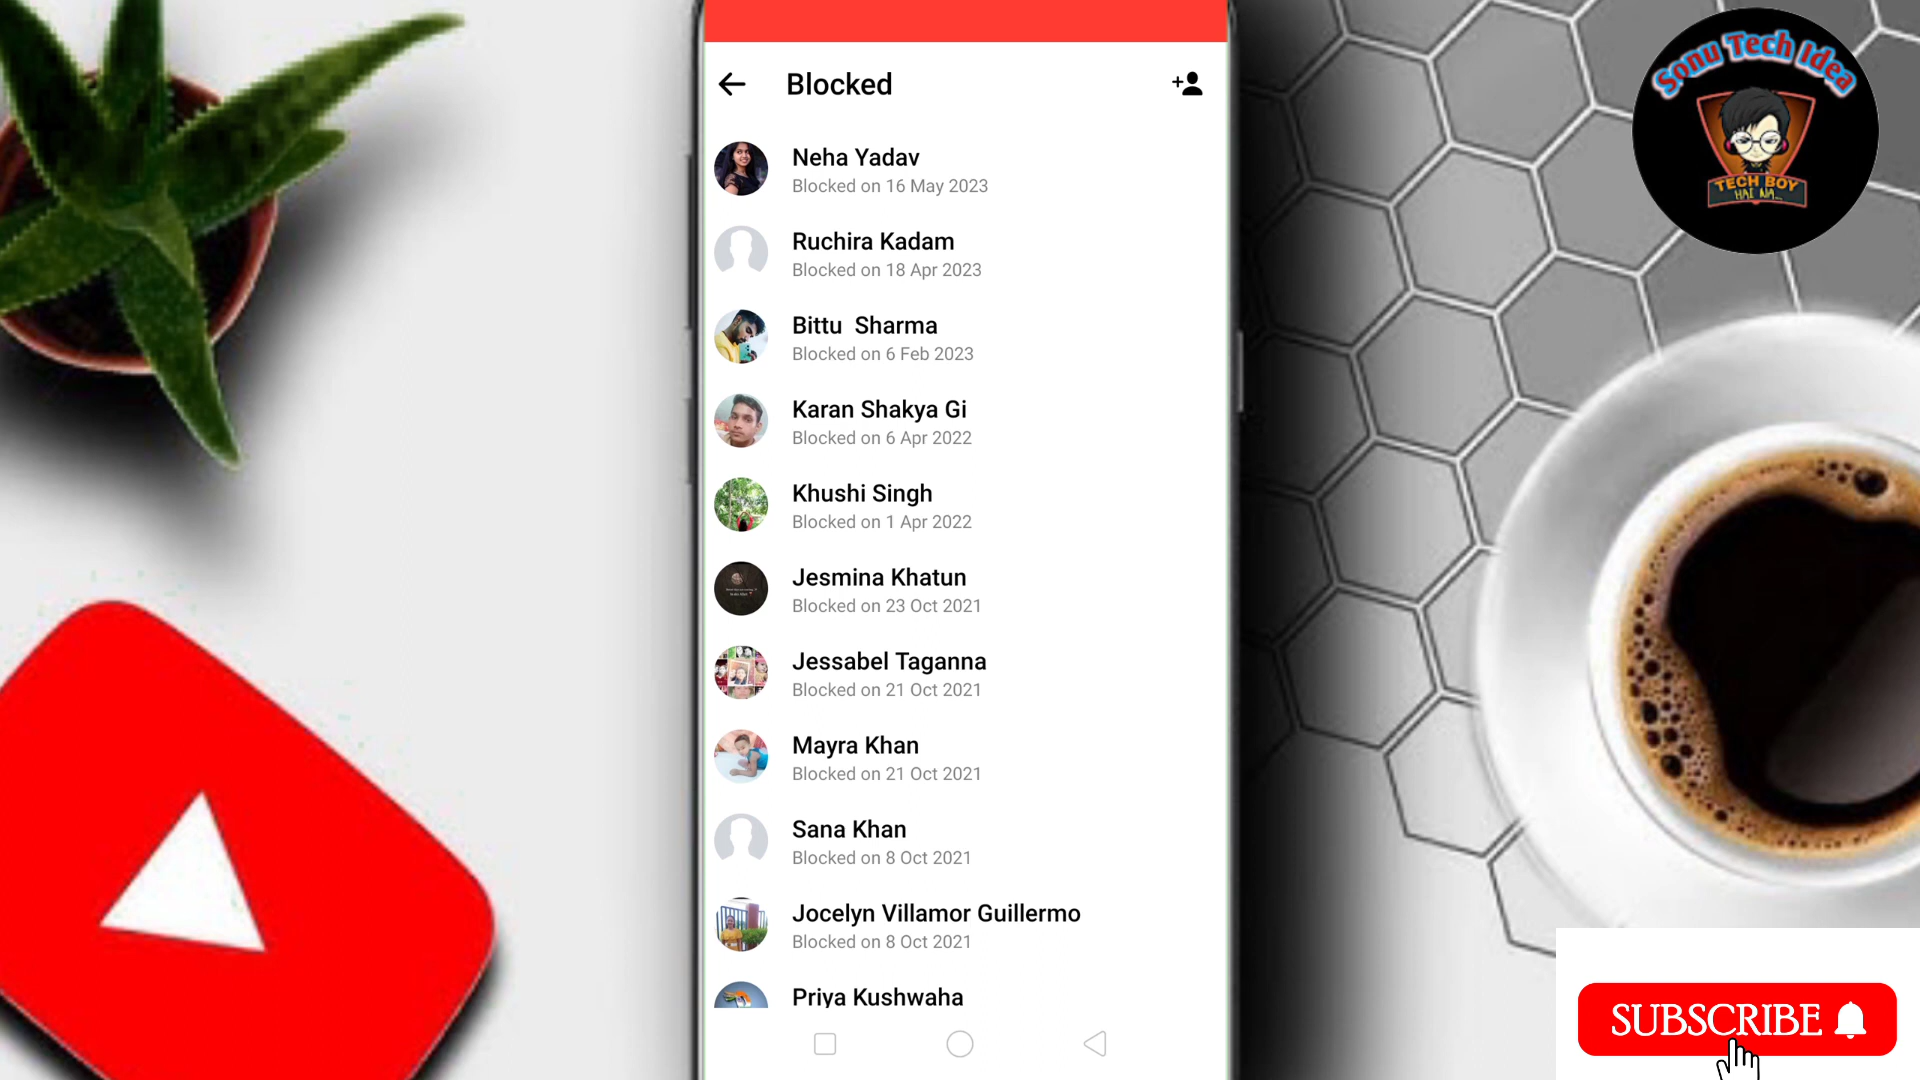 Blocked
Neha Yadav
Blocked on 16 May 2023
Ruchira Kadam
Blocked on 18 Apr 2023
Bittu  Sharma
Blocked on 6 Feb 2023
Karan Shakya Gi
Blocked on 6 Apr 2022
Khushi Singh
Blocked on 1 Apr 2022
Jesmina Khatun
Blocked on 23 Oct 2021
Jessabel Taganna
Blocked on 21 Oct 2021
Mayra Khan
Blocked on 21 Oct 2021
Sana Khan
Blocked on 8 Oct 2021
Jocelyn Villamor Guillermo
Blocked on 8 Oct 2021
Priya Kushwaha
Sonu Tech Idea
TECH BOY
HAI NA...
SUBSCRIBE